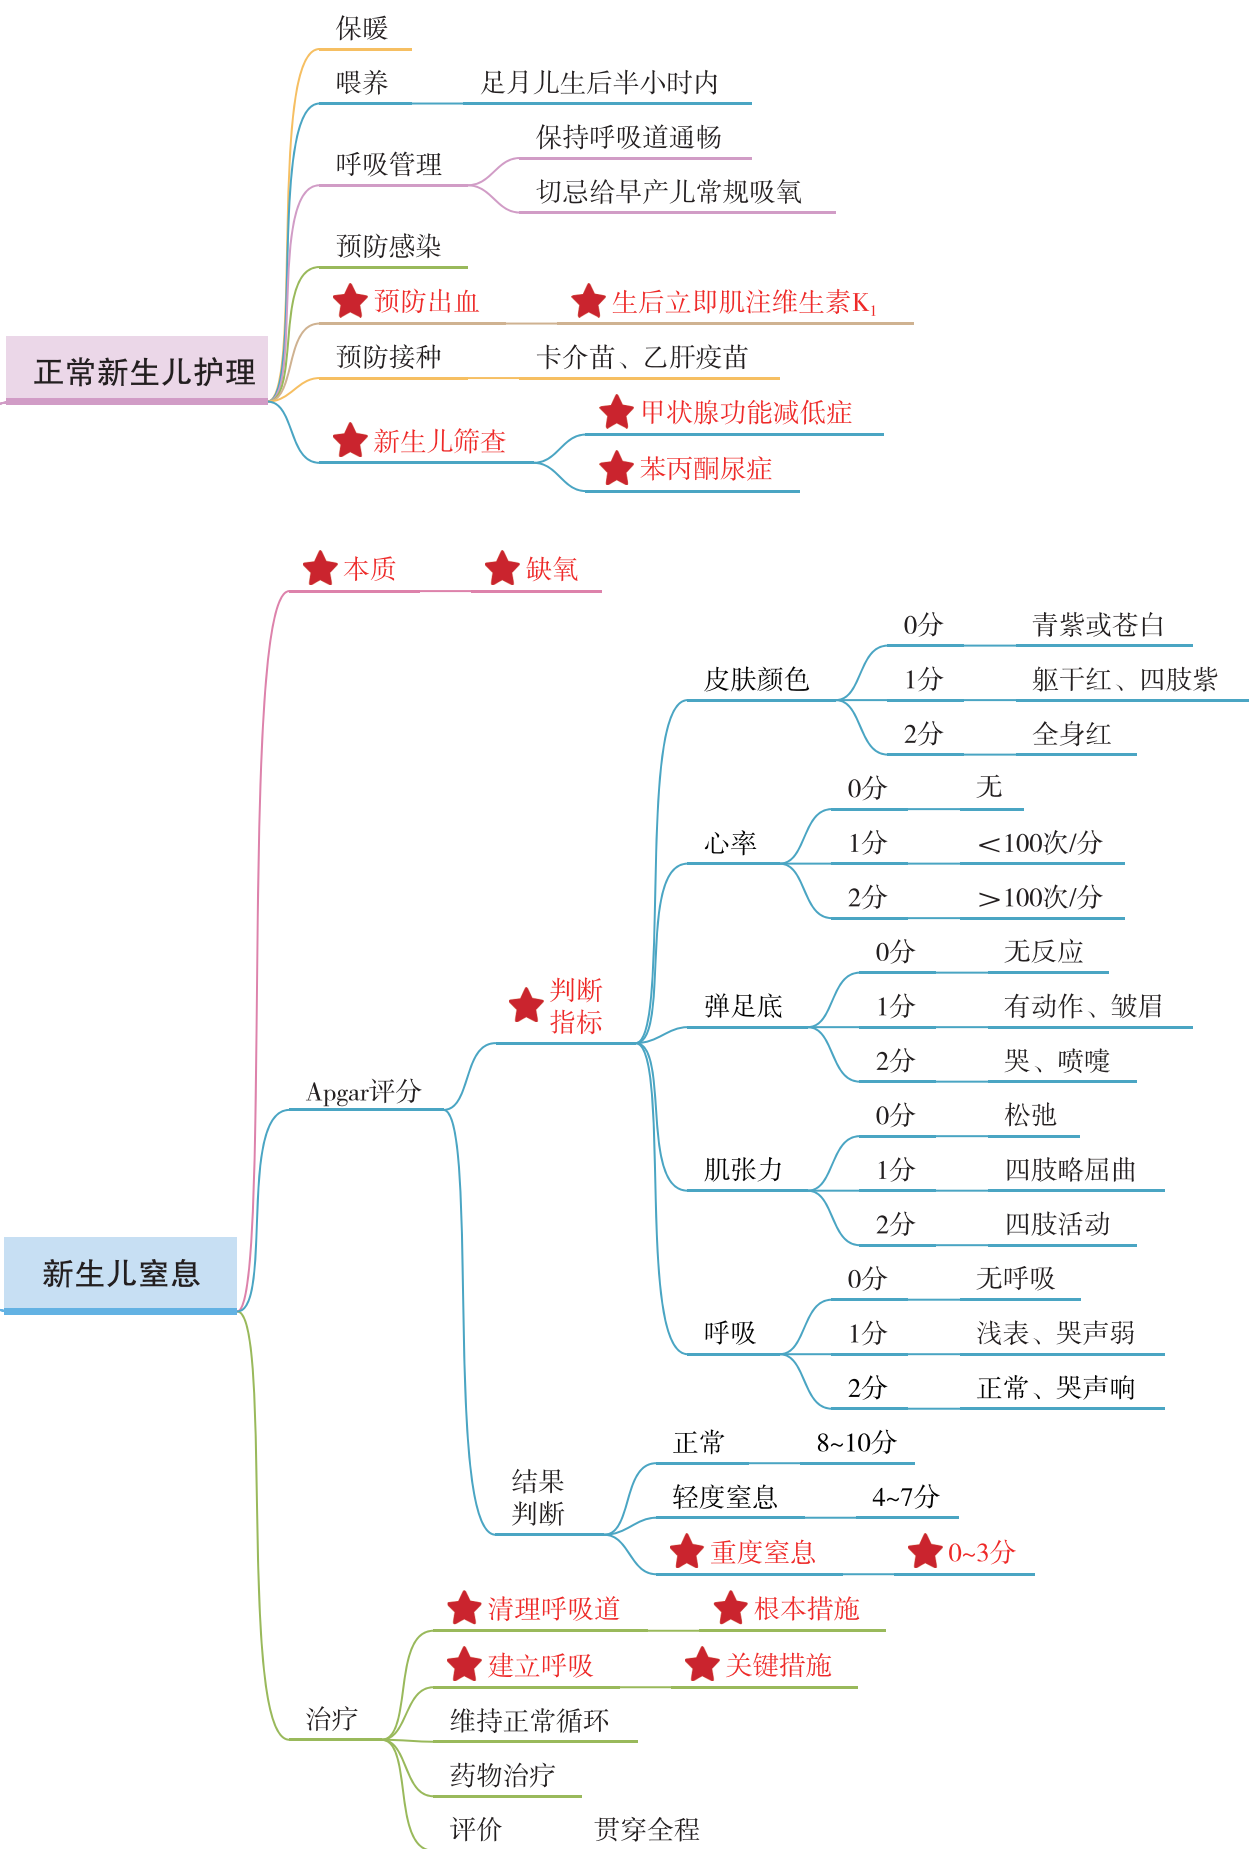 保暖
喂养
足月儿生后半小时内
呼吸管理
保持呼吸道通畅
切忌给早产儿常规吸氧
预防感染
预防出血
生后立即肌注维生素K₁
正常新生儿护理
预防接种
卡介苗、乙肝疫苗
新生儿筛查
甲状腺功能减低症
苯丙酮尿症
本质
缺氧
皮肤颜色
0分
青紫或苍白
1分
躯干红、四肢紫
2分
全身红
心率
0分
无
1分
<100次/分
2分
>100次/分
判断
指标
弹足底
0分
无反应
1分
有动作、皱眉
2分
哭、喷嚏
Apgar评分
肌张力
0分
松弛
1分
四肢略屈曲
2分
四肢活动
新生儿窒息
呼吸
0分
无呼吸
1分
浅表、哭声弱
2分
正常、哭声响
结果
判断
正常
8~10分
轻度窒息
4~7分
重度窒息
0~3分
治疗
清理呼吸道
根本措施
建立呼吸
关键措施
维持正常循环
药物治疗
评价
贯穿全程